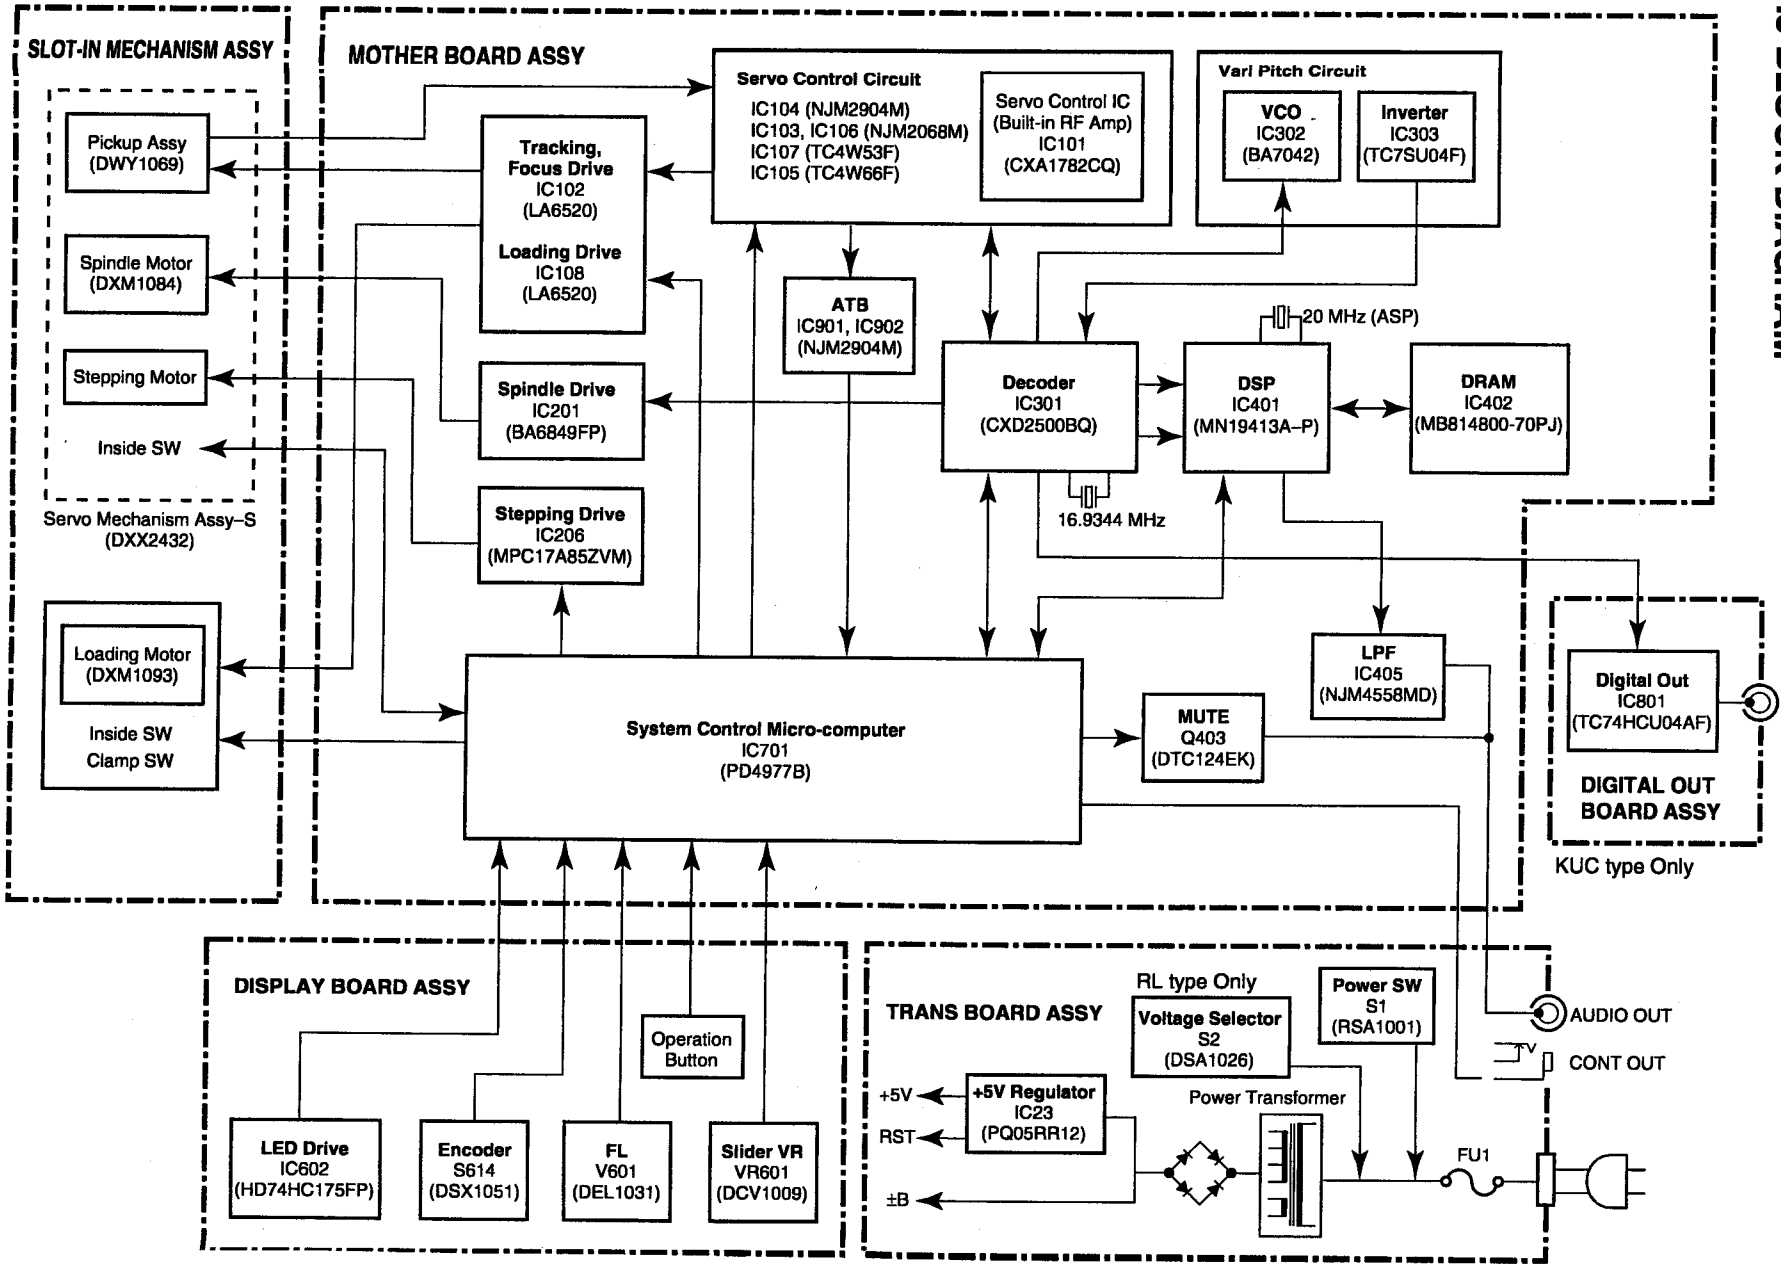 SLOT-IN MECHANISM ASSY
Pickup Assy
(DWY1069)
Spindle Motor
(DXM1084)
Stepping Motor
Inside SW
Servo Mechanism Assy–S
(DXX2432)
Loading Motor
(DXM1093)
Inside SW
Clamp SW
MOTHER BOARD ASSY
Tracking,
Focus Drive
IC102
(LA6520)
Loading Drive
IC108
(LA6520)
Spindle Drive
IC201
(BA6849FP)
Stepping Drive
IC206
(MPC17A85ZVM)
Servo Control Circuit
IC104 (NJM2904M)
IC103, IC106 (NJM2068M)
IC107 (TC4W53F)
IC105 (TC4W66F)
Servo Control IC
(Built-in RF Amp)
IC101
(CXA1782CQ)
Vari Pitch Circuit
VCO
IC302
(BA7042)
Inverter
IC303
(TC7SU04F)
ATB
IC901, IC902
(NJM2904M)
20 MHz (ASP)
Decoder
IC301
(CXD2500BQ)
DSP
IC401
(MN19413A–P)
DRAM
IC402
(MB814800-70PJ)
16.9344 MHz
System Control Micro-computer
IC701
(PD4977B)
MUTE
Q403
(DTC124EK)
LPF
IC405
(NJM4558MD)
Digital Out
IC801
(TC74HCU04AF)
DIGITAL OUT
BOARD ASSY
KUC type Only
DISPLAY BOARD ASSY
Operation
Button
LED Drive
IC602
(HD74HC175FP)
Encoder
S614
(DSX1051)
FL
V601
(DEL1031)
Slider VR
VR601
(DCV1009)
TRANS BOARD ASSY
RL type Only
Voltage Selector
S2
(DSA1026)
Power SW
S1
(RSA1001)
+5V
RST
±B
+5V Regulator
IC23
(PQ05RR12)
Power Transformer
FU1
AUDIO OUT
V
CONT OUT